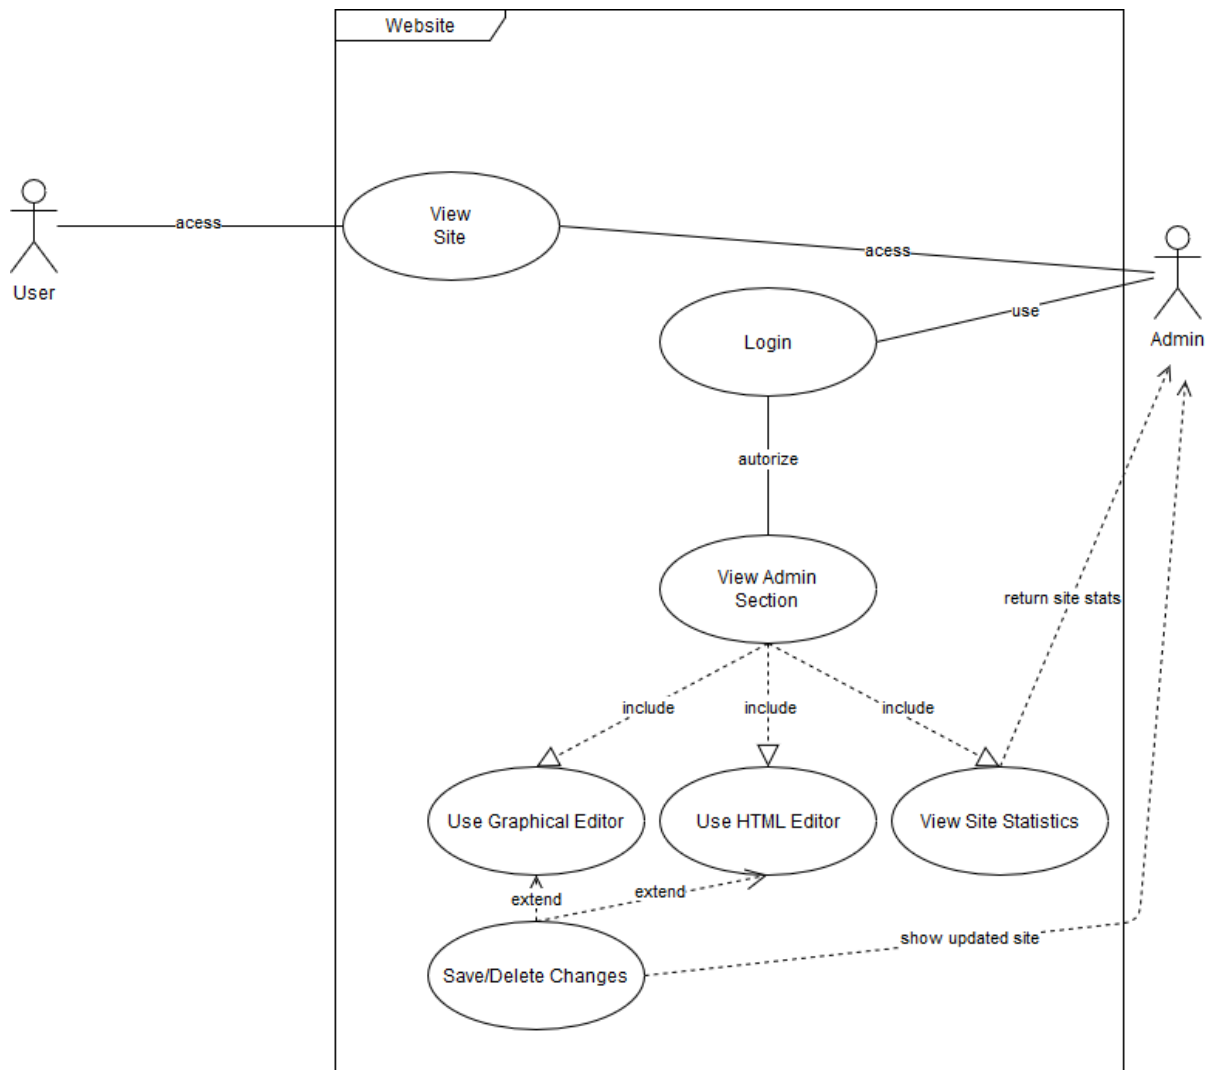 Website
View
Site
acess
User
acess
use
Login
Admin
autorize
View Admin
Section
return site stats
include
include
include
Use Graphical Editor
Use HTML Editor
View Site Statistics
extend
extend
show updated site
Save/Delete Changes